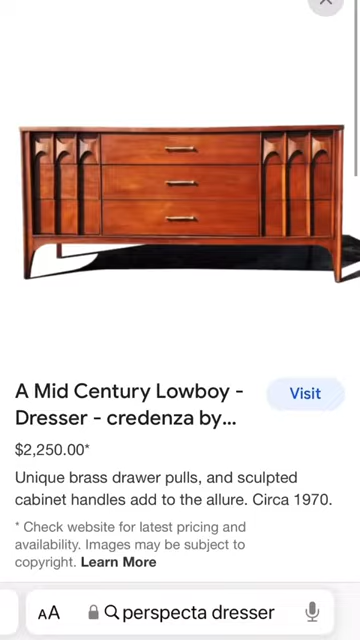 A Mid Century Lowboy -
Dresser - credenza by...
Visit
$2,250.00*
Unique brass drawer pulls, and sculpted
cabinet handles add to the allure. Circa 1970.
* Check website for latest pricing and
availability. Images may be subject to
copyright. Learn More
AA perspecta dresser